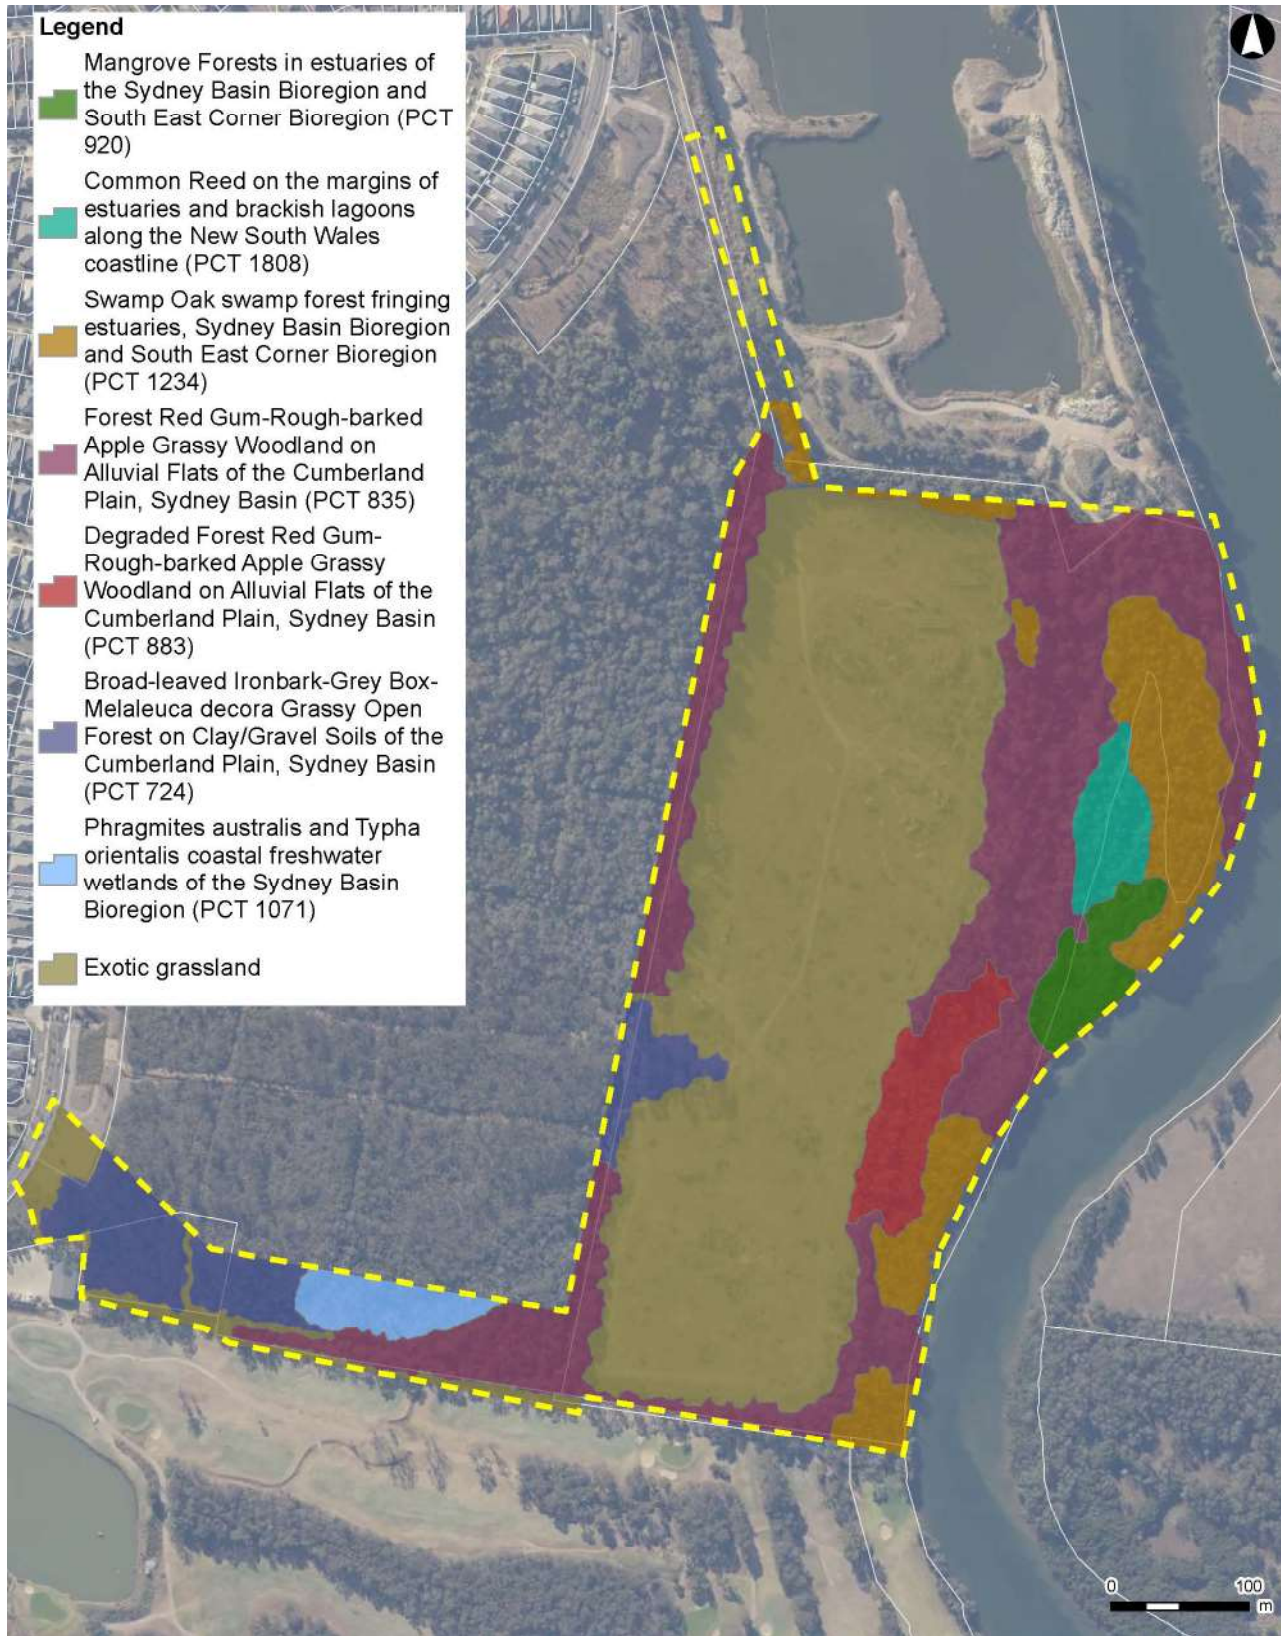 Legend
Mangrove Forests in estuaries of
the Sydney Basin Bioregion and
South East Corner Bioregion (PCT
920)
Common Reed on the margins of
estuaries and brackish lagoons
along the New South Wales
coastline (PCT 1808)
Swamp Oak swamp forest fringing
estuaries, Sydney Basin Bioregion
and South East Corner Bioregion
(PCT 1234)
Forest Red Gum-Rough-barked
Apple Grassy Woodland on
Alluvial Flats of the Cumberland
Plain, Sydney Basin (PCT 835)
Degraded Forest Red Gum-
Rough-barked Apple Grassy
Woodland on Alluvial Flats of the
Cumberland Plain, Sydney Basin
(PCT 883)
Broad-leaved Ironbark-Grey Box-
Melaleuca decora Grassy Open
Forest on Clay/Gravel Soils of the
Cumberland Plain, Sydney Basin
(PCT 724)
Phragmites australis and Typha
orientalis coastal freshwater
wetlands of the Sydney Basin
Bioregion (PCT 1071)
Exotic grassland
0 100
m